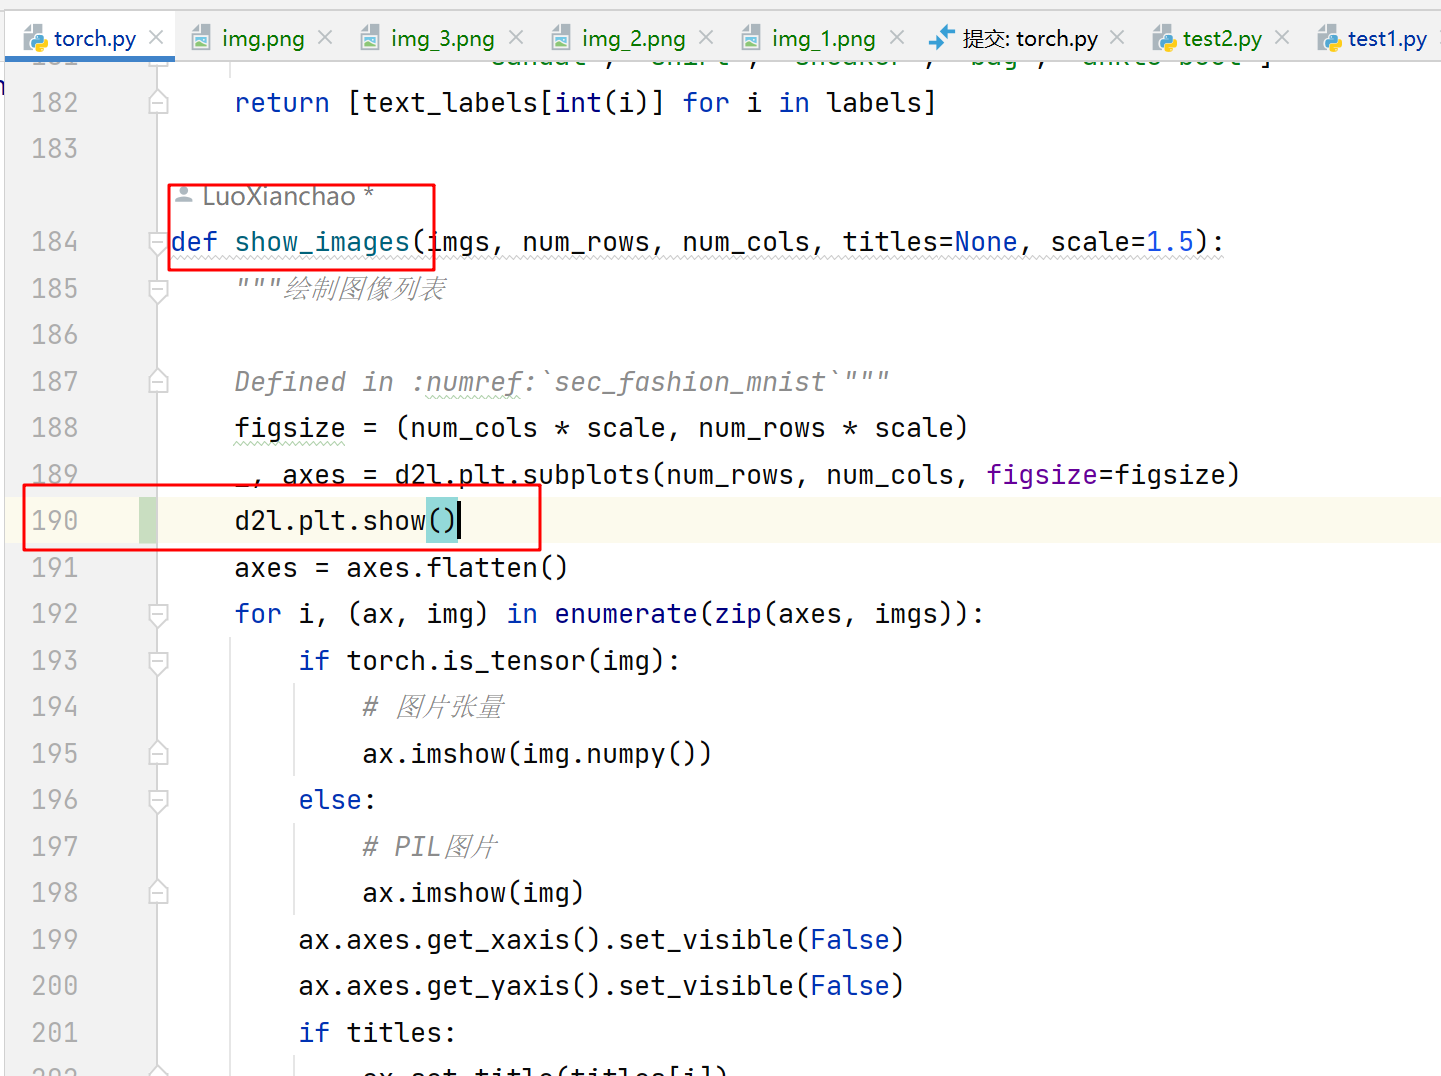 torch.py img.png img_3.png img_2.png img_1.png 提交: torch.py test2.py test1.py
182 return [text_labels[int(i)] for i in labels]
183
LuoXianchao *
184 def show_images(imgs, num_rows, num_cols, titles=None, scale=1.5):
185 """绘制图像列表
186
187 Defined in :numref:`sec_fashion_mnist`"""
188 figsize = (num_cols * scale, num_rows * scale)
189 _, axes = d2l.plt.subplots(num_rows, num_cols, figsize=figsize)
190 d2l.plt.show()
191 axes = axes.flatten()
192 for i, (ax, img) in enumerate(zip(axes, imgs)):
193 if torch.is_tensor(img):
194 # 图片张量
195 ax.imshow(img.numpy())
196 else:
197 # PIL图片
198 ax.imshow(img)
199 ax.axes.get_xaxis().set_visible(False)
200 ax.axes.get_yaxis().set_visible(False)
201 if titles:
202 ax.set_title(titles[i])